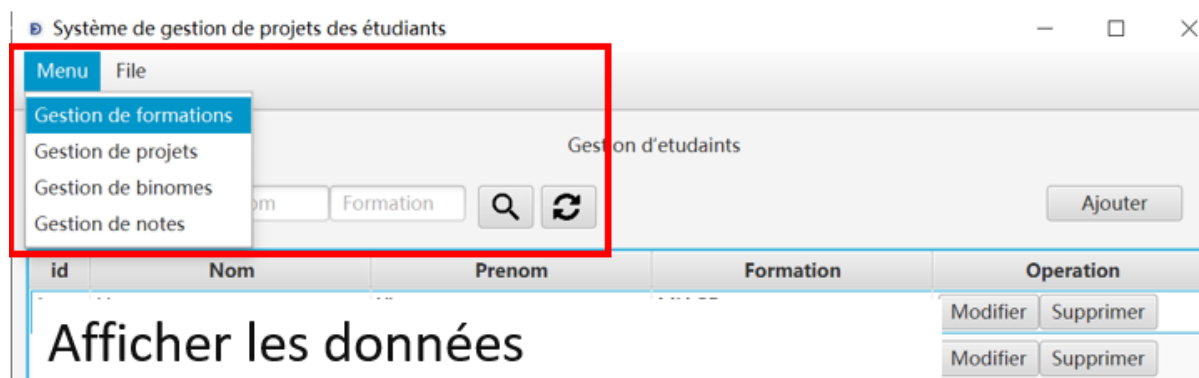 Système de gestion de projets des étudiants
Menu File
Gestion de formations
Gestion d'etudaints
Gestion de projets
Gestion de binomes
Formation
Ajouter
Gestion de notes
id Nom Prenom Formation Operation
Modifier Supprimer
Afficher les données
Modifier Supprimer